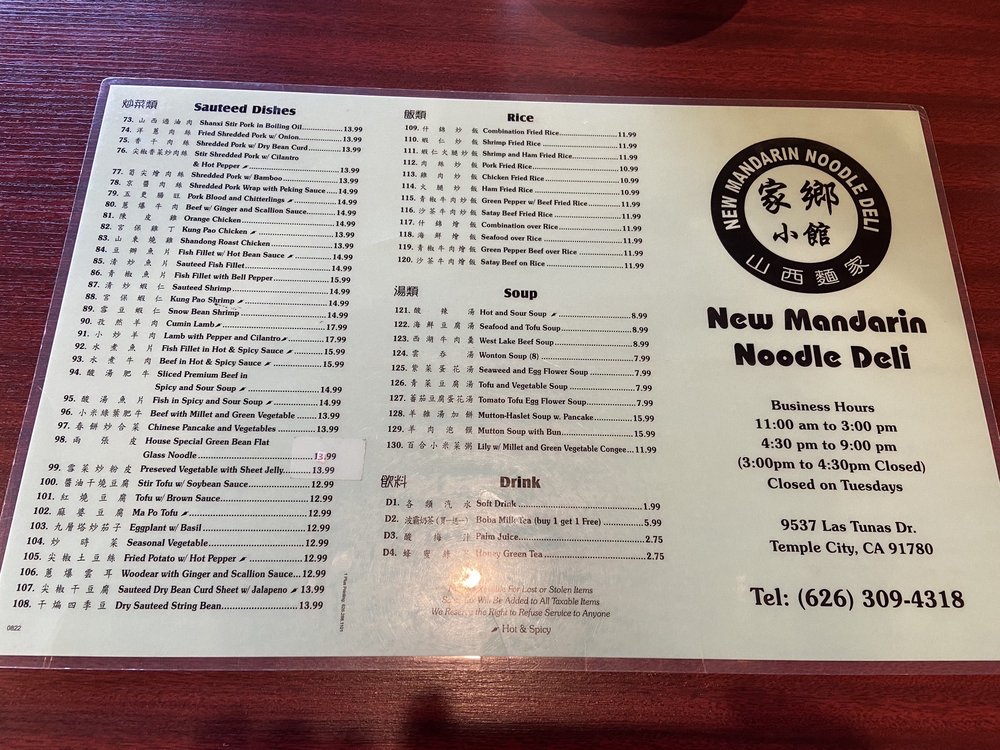 炒菜類 Sauteed Dishes
73. 山西過油肉 Shanxi Stir Pork in Boiling Oil 13.99
74. 洋蔥肉絲 Fried Shredded Pork w/ Onion 13.99
75. 香干肉絲 Shredded Pork w/ Dry Bean Curd 13.99
76. 尖椒香菜炒肉絲 Stir Shredded Pork w/ Cilantro
& Hot Pepper 13.99
77. 筍尖燴肉絲 Shredded Pork w/ Bamboo 13.99
78. 京醬肉絲 Shredded Pork Wrap with Peking Sauce 14.99
79. 五更腸旺 Pork Blood and Chitterlings 14.99
80. 蔥爆牛肉 Beef w/ Ginger and Scallion Sauce 14.99
81. 陳皮雞 Orange Chicken 14.99
82. 宮保雞丁 Kung Pao Chicken 13.99
83. 山東燒雞 Shandong Roast Chicken 13.99
84. 豆瓣魚片 Fish Fillet w/ Hot Bean Sauce 14.99
85. 清炒魚片 Sauteed Fish Fillet 14.99
86. 青椒魚片 Fish Fillet with Bell Pepper 15.99
87. 清炒蝦仁 Sauteed Shrimp 14.99
88. 宮保蝦仁 Kung Pao Shrimp 14.99
89. 雪豆蝦仁 Snow Bean Shrimp 14.99
90. 孜然羊肉 Cumin Lamb 17.99
91. 小炒羊肉 Lamb with Pepper and Cilantro 17.99
92. 水煮魚片 Fish Fillet in Hot & Spicy Sauce 15.99
93. 水煮牛肉 Beef in Hot & Spicy Sauce 15.99
94. 酸湯肥牛 Sliced Premium Beef in
Spicy and Sour Soup 14.99
95. 酸湯魚片 Fish in Spicy and Sour Soup 14.99
96. 小米綠葉肥牛 Beef with Millet and Green Vegetable 13.99
97. 春餅炒合菜 Chinese Pancake and Vegetables 13.99
98. 雨張皮 House Special Green Bean Flat
Glass Noodle 13.99
99. 雪菜炒粉皮 Preseved Vegetable with Sheet Jelly 13.99
100. 醬油干燒豆腐 Stir Tofu w/ Soybean Sauce 12.99
101. 紅燒豆腐 Tofu w/ Brown Sauce 12.99
102. 麻婆豆腐 Ma Po Tofu 12.99
103. 九層塔炒茄子 Eggplant w/ Basil 12.99
104. 炒時菜 Seasonal Vegetable 12.99
105. 尖椒土豆絲 Fried Potato w/ Hot Pepper 12.99
106. 蔥爆雲耳 Woodear with Ginger and Scallion Sauce 12.99
107. 尖椒干豆腐 Sauteed Dry Bean Curd Sheet w/ Jalapeno 13.99
108. 干煸四季豆 Dry Sauteed String Bean 13.99
0822
飯類 Rice
109. 什錦炒飯 Combination Fried Rice 11.99
110. 蝦仁炒飯 Shrimp Fried Rice 11.99
111. 蝦仁火腿炒飯 Shrimp and Ham Fried Rice 11.99
112. 肉絲炒飯 Pork Fried Rice 10.99
113. 雞肉炒飯 Chicken Fried Rice 10.99
114. 火腿炒飯 Ham Fried Rice 10.99
115. 青椒牛肉炒飯 Green Pepper w/ Beef Fried Rice 11.99
116. 沙茶牛肉炒飯 Satay Beef Fried Rice 11.99
117. 什錦燴飯 Combination over Rice 11.99
118. 海鮮燴飯 Seafood over Rice 11.99
119. 青椒牛肉燴飯 Green Pepper Beef over Rice 11.99
120. 沙茶牛肉燴飯 Satay Beef on Rice 11.99
湯類 Soup
121. 酸辣湯 Hot and Sour Soup 8.99
122. 海鮮豆腐湯 Seafood and Tofu Soup 8.99
123. 西湖牛肉羹 West Lake Beef Soup 8.99
124. 雲吞湯 Wonton Soup (8) 7.99
125. 紫菜蛋花湯 Seaweed and Egg Flower Soup 7.99
126. 青菜豆腐湯 Tofu and Vegetable Soup 7.99
127. 蕃茄豆腐蛋花湯 Tomato Tofu Egg Flower Soup 7.99
128. 羊雜湯加餅 Mutton-Haslet Soup w. Pancake 15.99
129. 羊肉泡饃 Mutton Soup with Bun 15.99
130. 百合小米菜粥 Lily w/ Millet and Green Vegetable Congee 11.99
飲料 Drink
D1. 各類汽水 Soft Drink 1.99
D2. 波霸奶茶(買一送一) Boba Milk Tea (buy 1 get 1 Free) 5.99
D3. 酸梅汁 Palm Juice 2.75
D4. 蜂蜜綠茶 Honey Green Tea 2.75
For Lost or Stolen Items
Will Be Added to All Taxable Items
We Reserve the Right to Refuse Service to Anyone
Hot & Spicy
NEW MANDARIN NOODLE DELI
家鄉
小館
山西麵家
New Mandarin
Noodle Deli
Business Hours
11:00 am to 3:00 pm
4:30 pm to 9:00 pm
(3:00pm to 4:30pm Closed)
Closed on Tuesdays
9537 Las Tunas Dr.
Temple City, CA 91780
Tel: (626) 309-4318